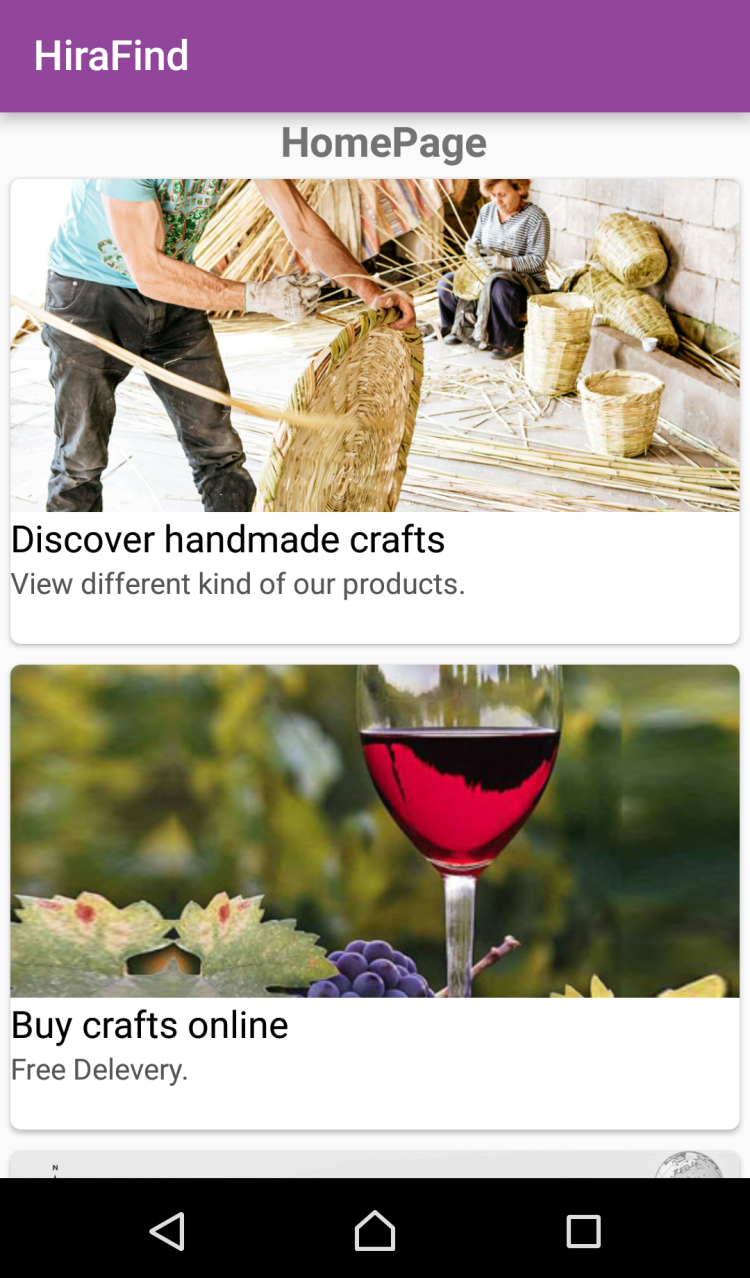 HiraFind
HomePage
Discover handmade crafts
View different kind of our products.
Buy crafts online
Free Delevery.
N